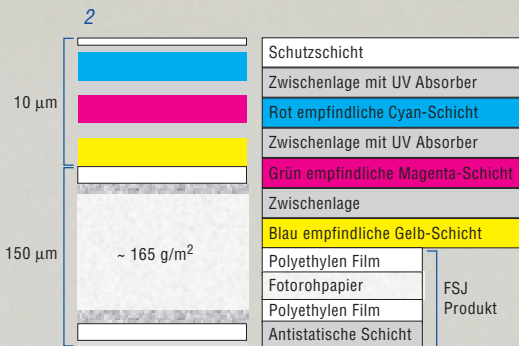 2
10 µm
150 µm
~ 165 g/m²
Schutzschicht
Zwischenlage mit UV Absorber
Rot empfindliche Cyan-Schicht
Zwischenlage mit UV Absorber
Grün empfindliche Magenta-Schicht
Zwischenlage
Blau empfindliche Gelb-Schicht
Polyethylen Film
Fotorohpapier
Polyethylen Film
Antistatische Schicht
FSJ
Produkt